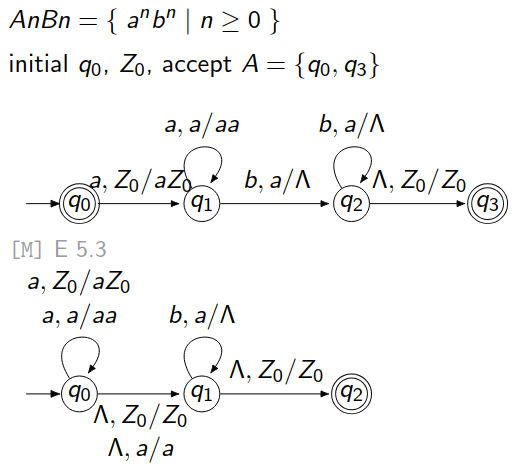 AnBn = { aⁿbⁿ | n ≥ 0 }
initial q₀, Z₀, accept A = {q₀, q₃}
a, a/aa b, a/Λ
a, Z₀/aZ₀ b, a/Λ Λ, Z₀/Z₀
q₀ q₁ q₂ q₃
[M] E 5.3
a, Z₀/aZ₀
a, a/aa b, a/Λ
Λ, Z₀/Z₀
q₀ q₁ q₂
Λ, Z₀/Z₀
Λ, a/a